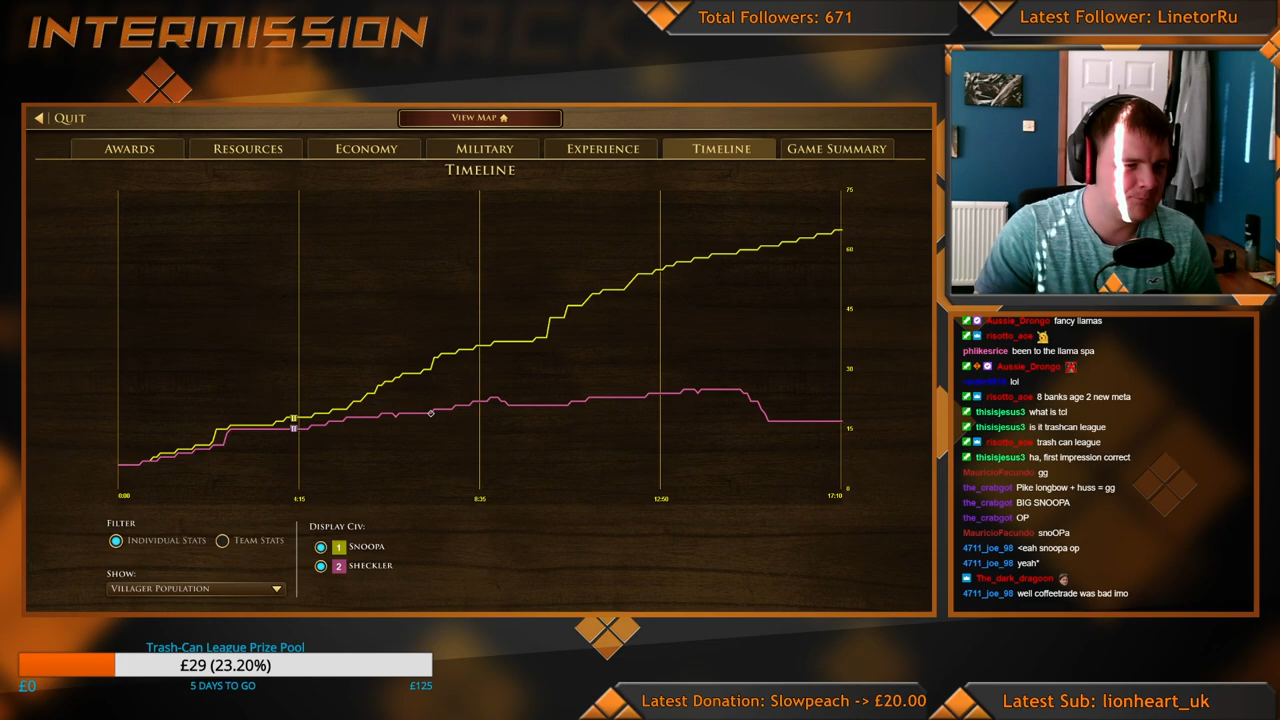 INTERMISSION
Total Followers: 671
Latest Follower: LinetorRu
QUIT
VIEW MAP
AWARDS
RESOURCES
ECONOMY
MILITARY
EXPERIENCE
TIMELINE
GAME SUMMARY
TIMELINE
75
60
45
30
15
0
0:00
4:15
8:35
12:50
17:10
II
II
FILTER
INDIVIDUAL STATS
TEAM STATS
SHOW:
VILLAGER POPULATION
DISPLAY CIV:
1 SNOOPA
2 SHECKLER
Aussie_Drongo fancy llamas
risotto_aoe
phlikesrice been to the llama spa
Aussie_Drongo
lol
risotto_aoe 8 banks age 2 new meta
thisisjesus3 what is tcl
thisisjesus3 is it trashcan league
risotto_aoe trash can league
thisisjesus3 ha, first impression correct
MauricioFacundo gg
the_crabgot Pike longbow + huss = gg
the_crabgot BIG SNOOPA
the_crabgot OP
MauricioFacundo snoOPa
4711_joe_98 <eah snoopa op
4711_joe_98 yeah*
The_dark_dragoon
4711_joe_98 well coffeetrade was bad imo
Trash-Can League Prize Pool
£29 (23.20%)
£0
5 DAYS TO GO
£125
Latest Donation: Slowpeach -> £20.00
Latest Sub: lionheart_uk